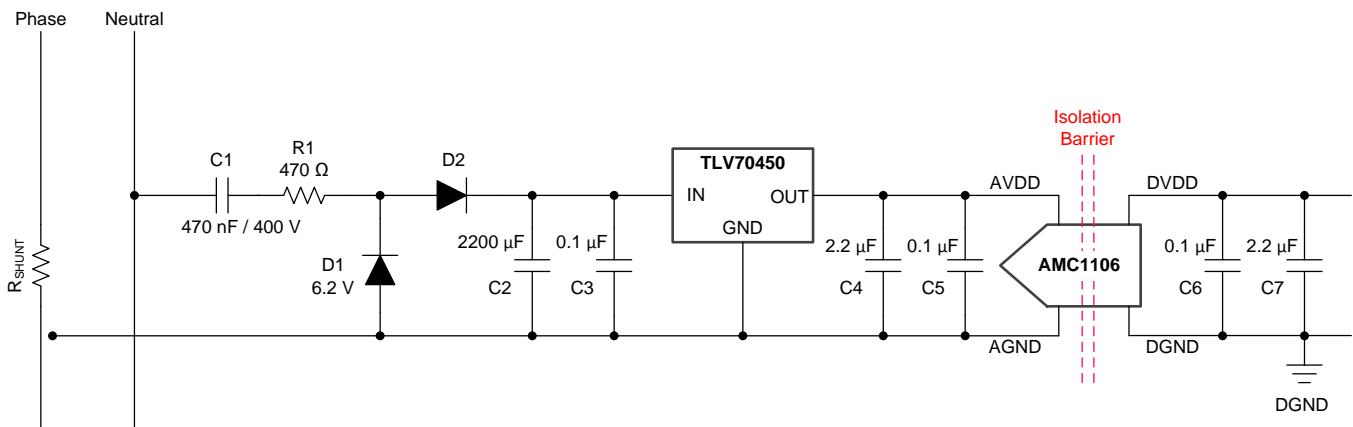 Phase
Neutral
Isolation
Barrier
R1
470 Ω
C1
D2
TLV70450
470 nF / 400 V
IN
OUT
GND
AVDD
DVDD
2200 µF
0.1 µF
2.2 µF
0.1 µF
0.1 µF
2.2 µF
RSHUNT
D1
6.2 V
C2
C3
C4
C5
AMC1106
C6
C7
AGND
DGND
DGND